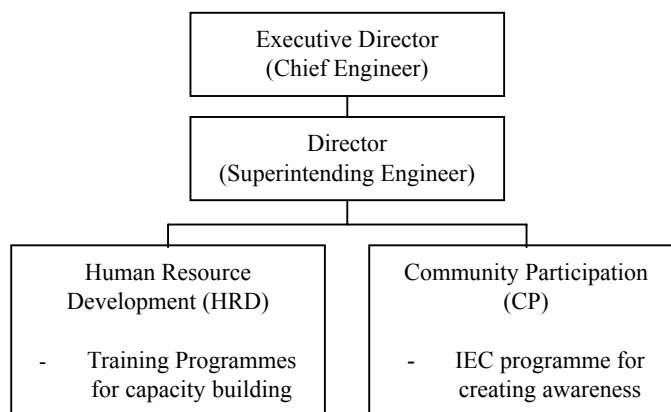 Executive Director
(Chief Engineer)
Director
(Superintending Engineer)
Human Resource
Development (HRD)
- Training Programmes
for capacity building
Community Participation
(CP)
- IEC programme for
creating awareness